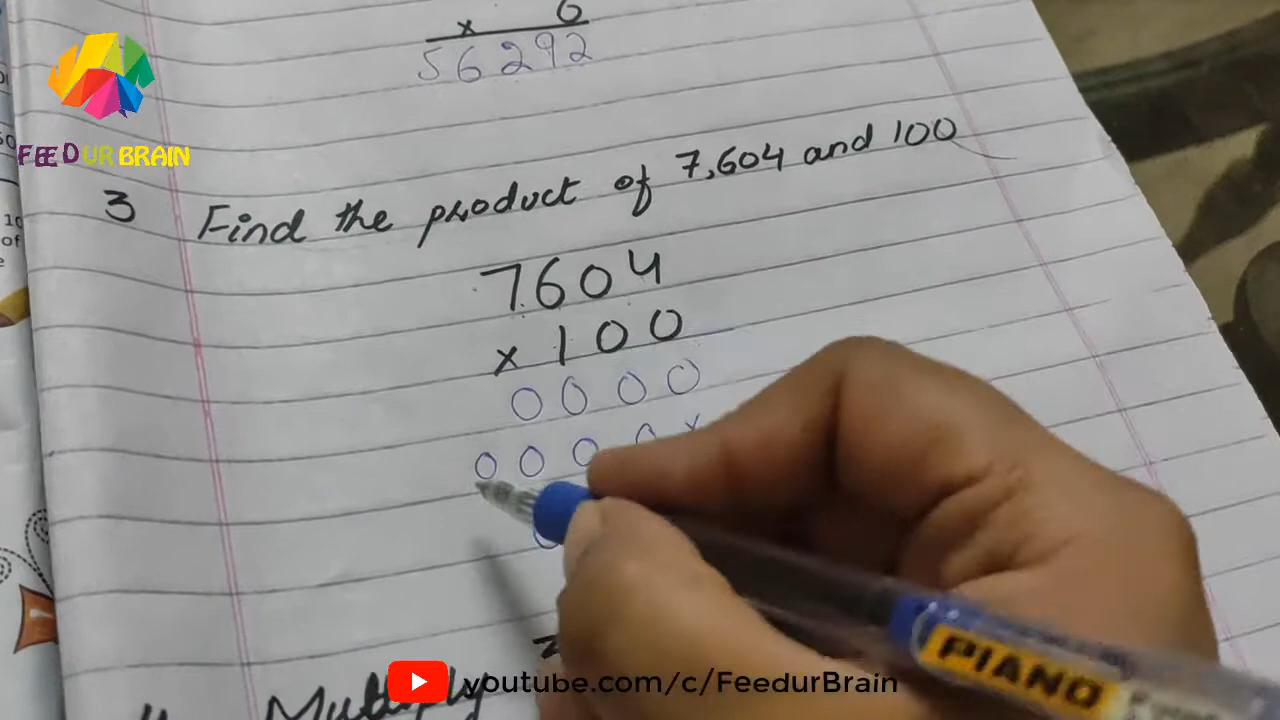 × 6
56292
FEEDURBRAIN
3 Find the product of 7,604 and 100
7604
× 100
0000
0000×
Multiply
youtube.com/c/FeedurBrain
PIANO